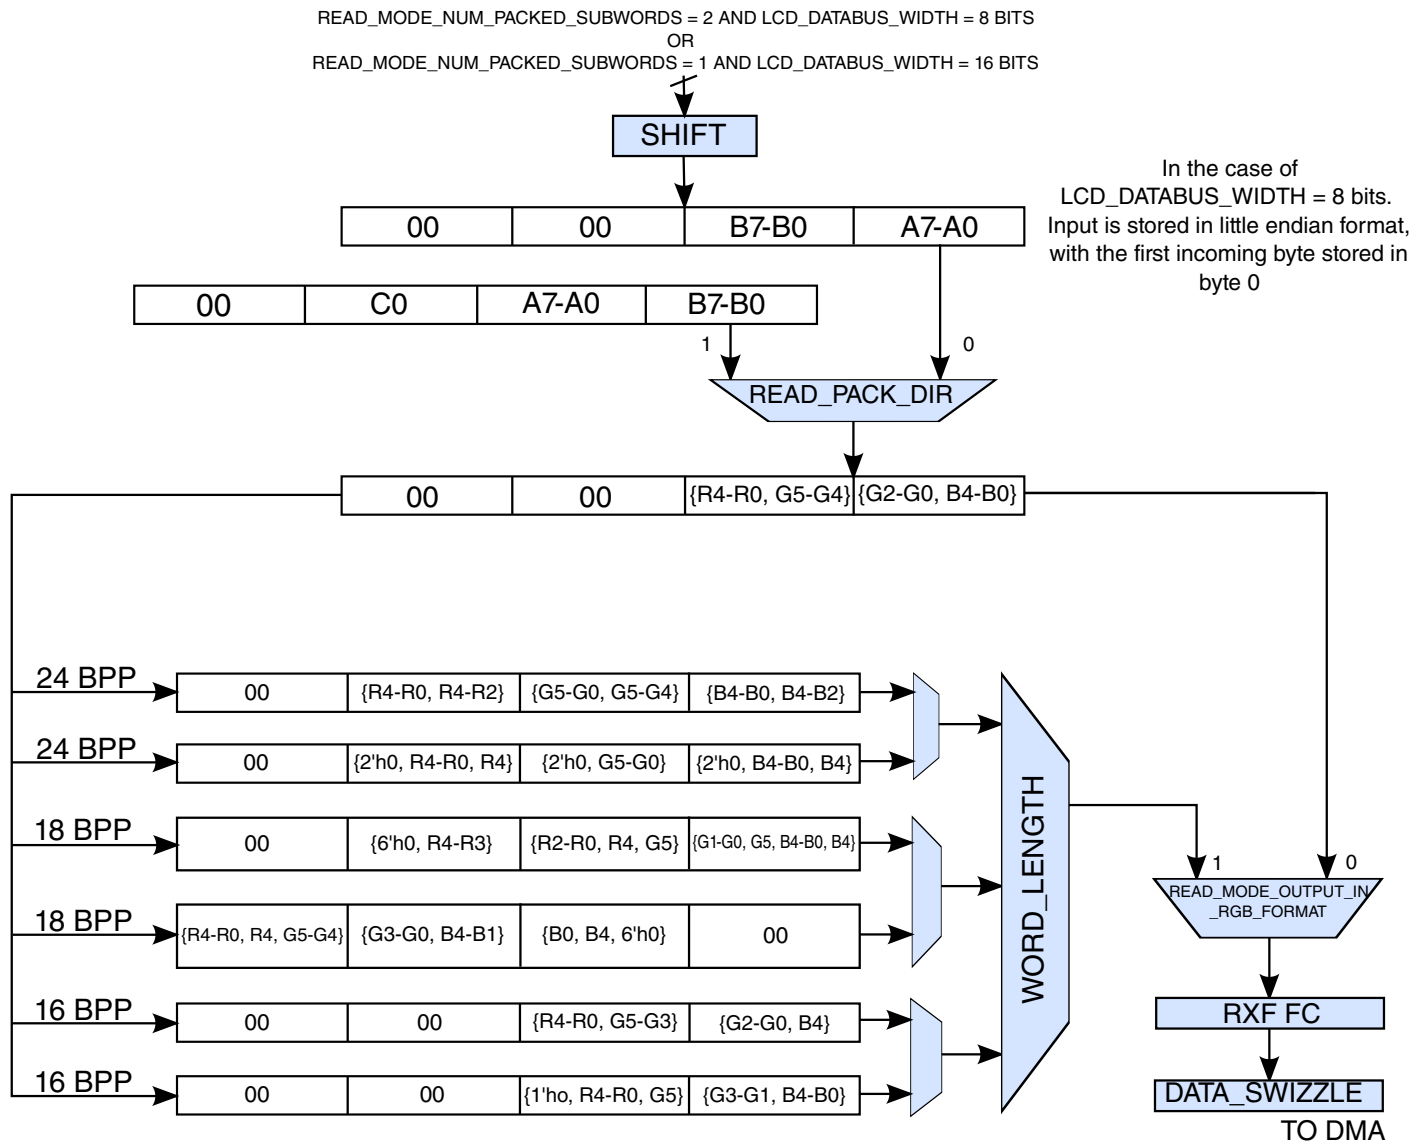 READ_MODE_NUM_PACKED_SUBWORDS = 2 AND LCD_DATABUS_WIDTH = 8 BITS
OR
READ_MODE_NUM_PACKED_SUBWORDS = 1 AND LCD_DATABUS_WIDTH = 16 BITS
SHIFT
In the case of
LCD_DATABUS_WIDTH = 8 bits.
Input is stored in little endian format,
with the first incoming byte stored in
byte 0
00 00 B7-B0 A7-A0
00 C0 A7-A0 B7-B0
1 0
READ_PACK_DIR
00 00 {R4-R0, G5-G4} {G2-G0, B4-B0}
24 BPP 00 {R4-R0, R4-R2} {G5-G0, G5-G4} {B4-B0, B4-B2}
24 BPP 00 {2'h0, R4-R0, R4} {2'h0, G5-G0} {2'h0, B4-B0, B4}
18 BPP 00 {6'h0, R4-R3} {R2-R0, R4, G5} {G1-G0, G5, B4-B0, B4}
18 BPP {R4-R0, R4, G5-G4} {G3-G0, B4-B1} {B0, B4, 6'h0} 00
16 BPP 00 00 {R4-R0, G5-G3} {G2-G0, B4}
16 BPP 00 00 {1'ho, R4-R0, G5} {G3-G1, B4-B0}
WORD_LENGTH
1 0
READ_MODE_OUTPUT_IN
_RGB_FORMAT
RXF FC
DATA_SWIZZLE
TO DMA